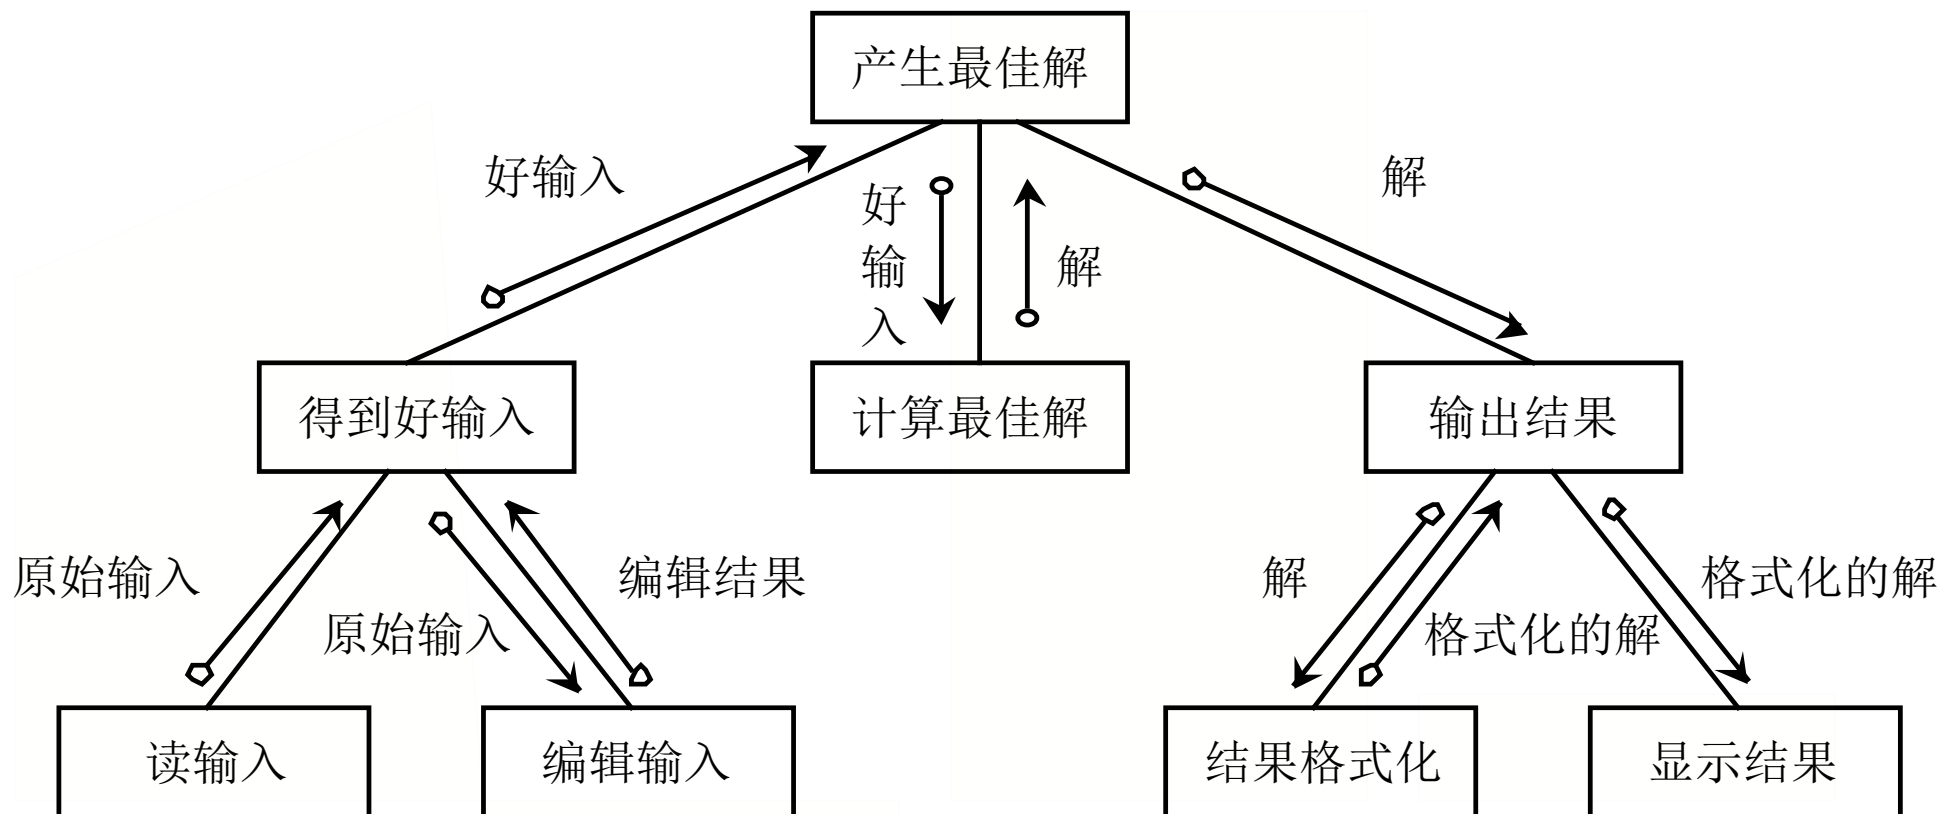 产生最佳解
好输入
好输入
解
解
得到好输入
计算最佳解
输出结果
原始输入
原始输入
编辑结果
解
格式化的解
格式化的解
读输入
编辑输入
结果格式化
显示结果